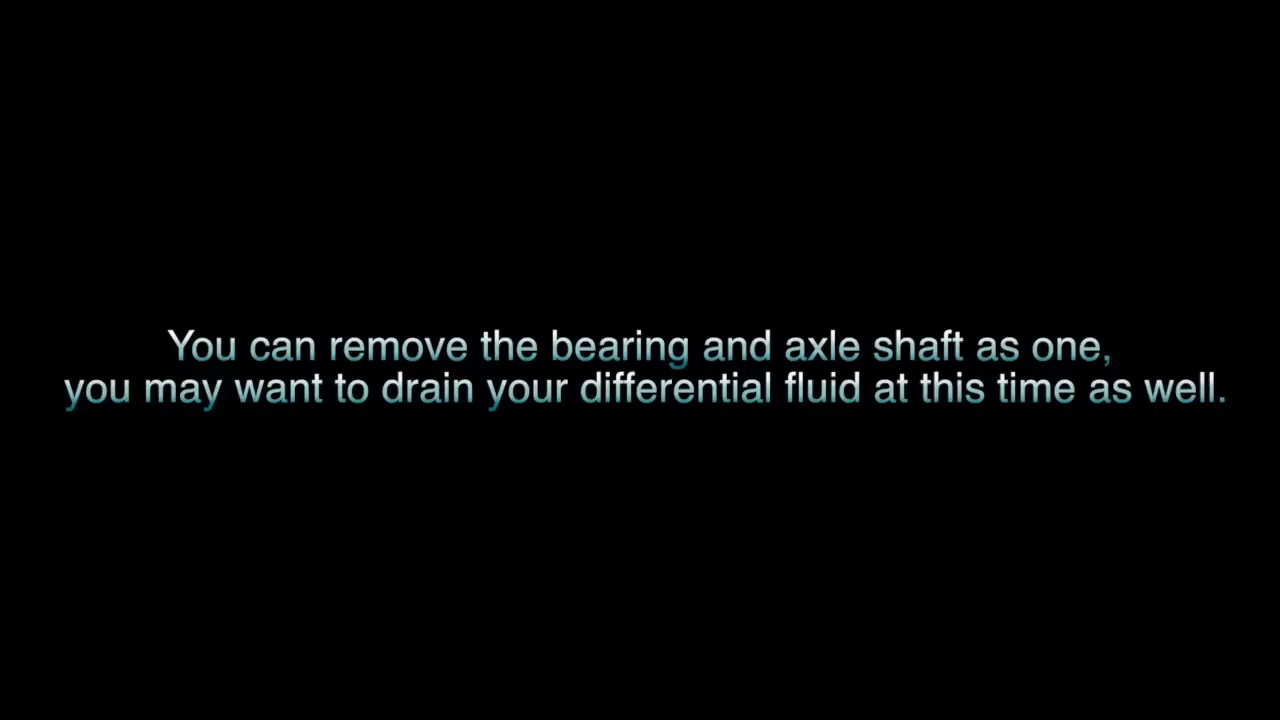 You can remove the bearing and axle shaft as one,
you may want to drain your differential fluid at this time as well.